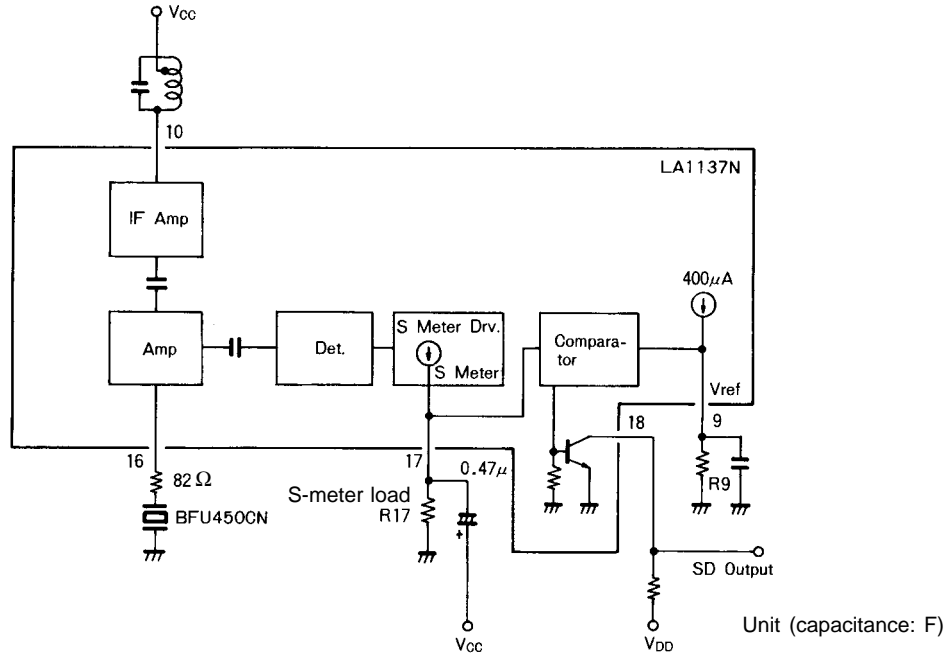 VCC
10
LA1137N
IF Amp
400μA
Amp
Det.
S Meter Drv.
S Meter
Compara-
tor
Vref
16
17
18
9
82Ω
BFU450CN
0.47μ
S-meter load
R17
+
R9
SD Output
VCC
VDD
Unit (capacitance: F)